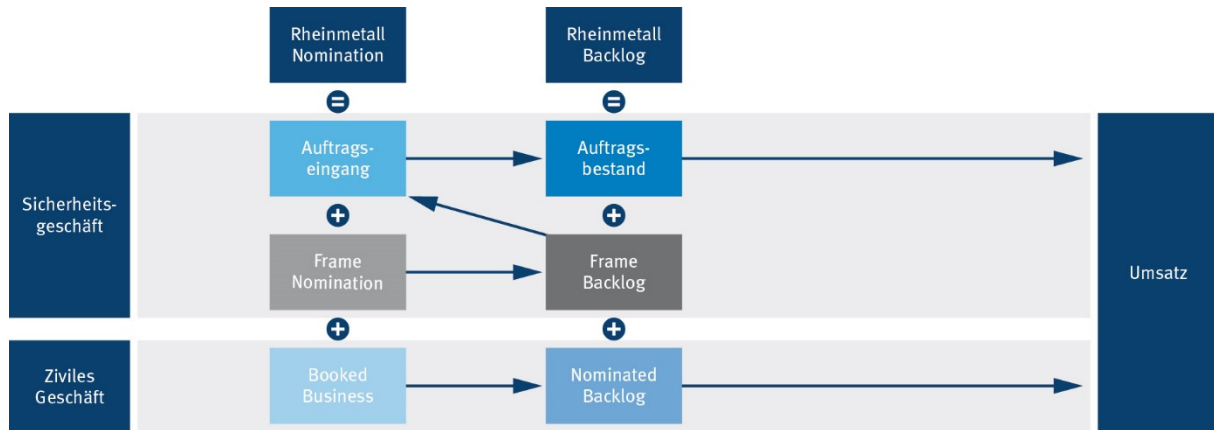 Rheinmetall
Nomination
Rheinmetall
Backlog
=
=
Sicherheits-
geschäft
Auftrags-
eingang
Auftrags-
bestand
+
+
Frame
Nomination
Frame
Backlog
Umsatz
+
+
Ziviles
Geschäft
Booked
Business
Nominated
Backlog